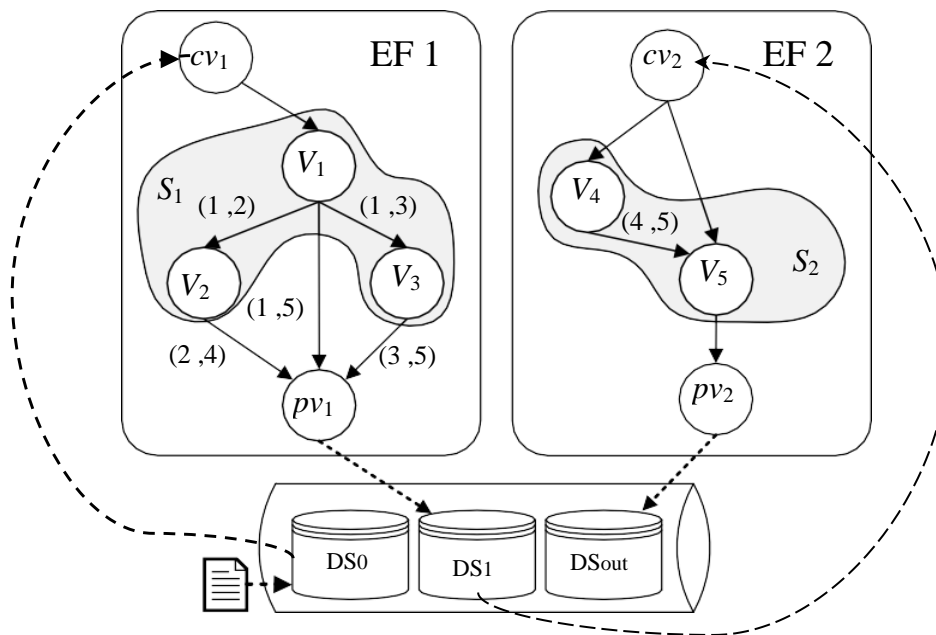 cv1
EF 1
V1
S1
(1 ,2)
(1 ,3)
V2
V3
(1 ,5)
(2 ,4)
(3 ,5)
pv1
cv2
EF 2
V4
(4 ,5)
V5
S2
pv2
DS0
DS1
DSout